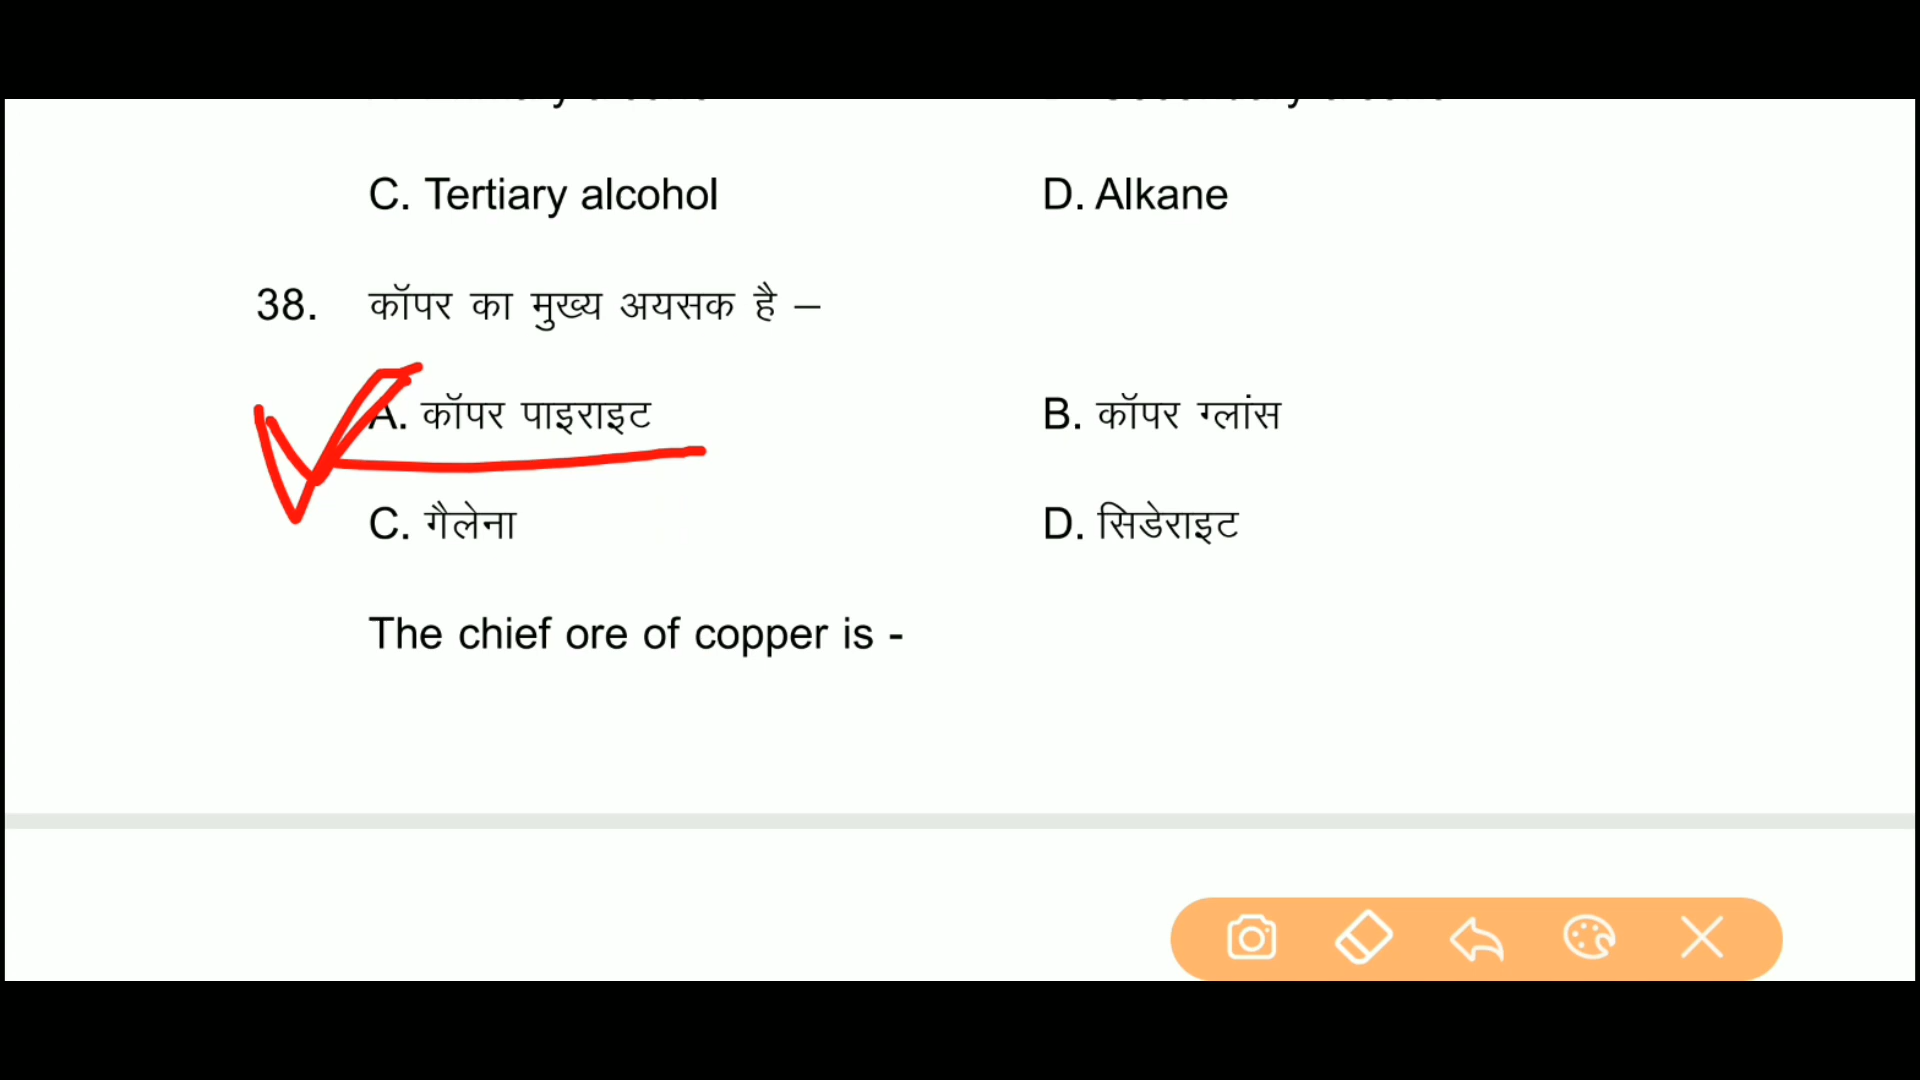 C. Tertiary alcohol D. Alkane
38. कॉपर का मुख्य अयसक है –
A. कॉपर पाइराइट B. कॉपर ग्लांस
C. गैलेना D. सिडेराइट
The chief ore of copper is -